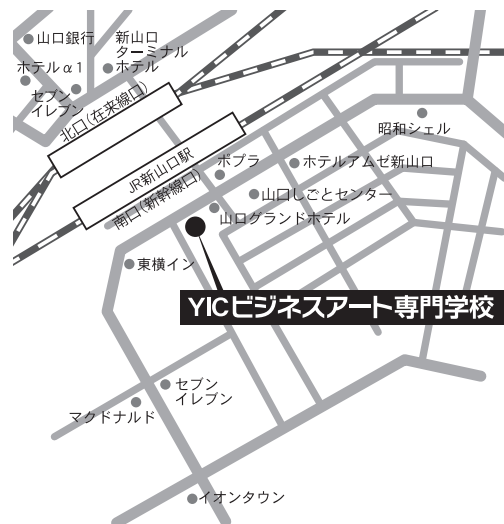 山口銀行
新山口
ターミナル
ホテル
ホテルα1
セブン
イレブン
北口(在来線口)
昭和シェル
JR新山口駅
南口(新幹線口)
ポプラ
ホテルアムゼ新山口
山口しごとセンター
山口グランドホテル
東横イン
YICビジネスアート専門学校
セブン
イレブン
マクドナルド
イオンタウン